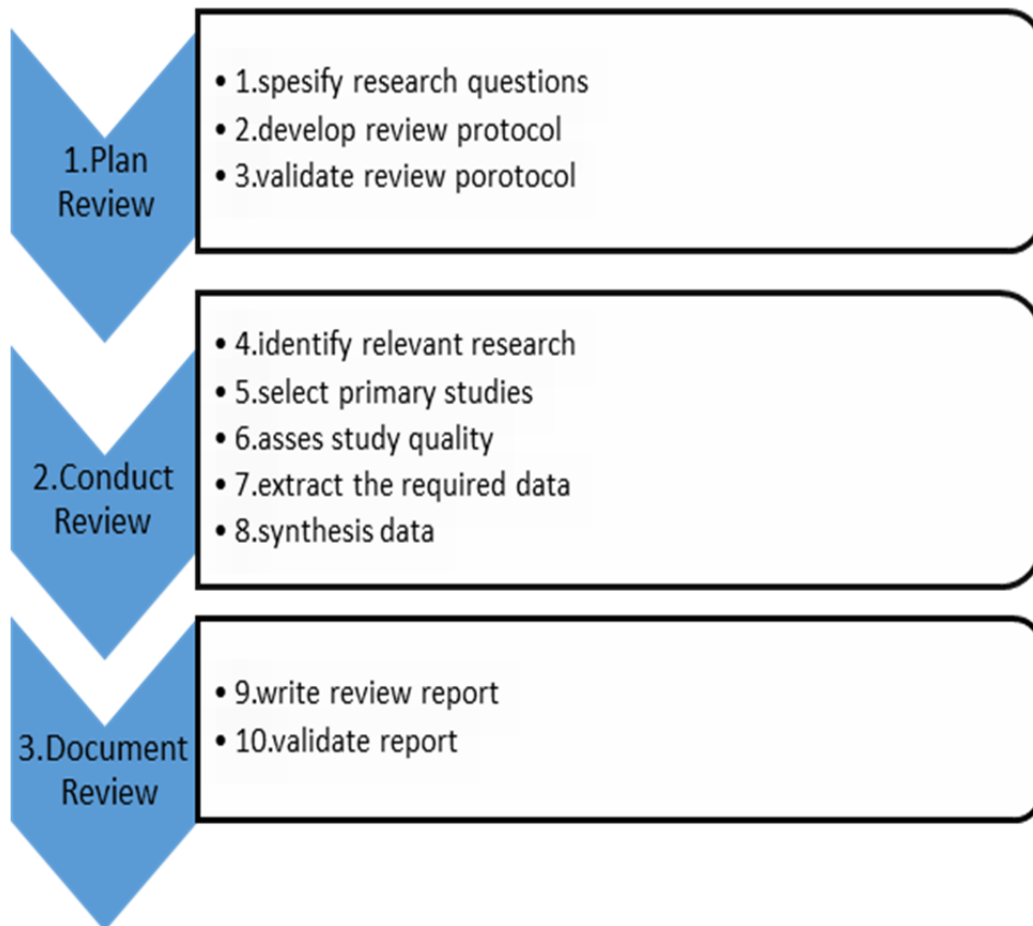 1.Plan
Review
• 1.spesify research questions
• 2.develop review protocol
• 3.validate review porotocol
2.Conduct
Review
• 4.identify relevant research
• 5.select primary studies
• 6.asses study quality
• 7.extract the required data
• 8.synthesis data
3.Document
Review
• 9.write review report
• 10.validate report